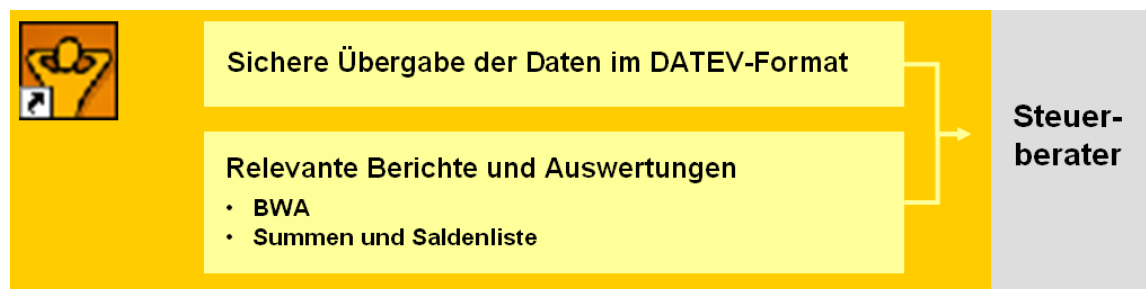 Sichere Übergabe der Daten im DATEV-Format
Relevante Berichte und Auswertungen
• BWA
• Summen und Saldenliste
Steuer-
berater